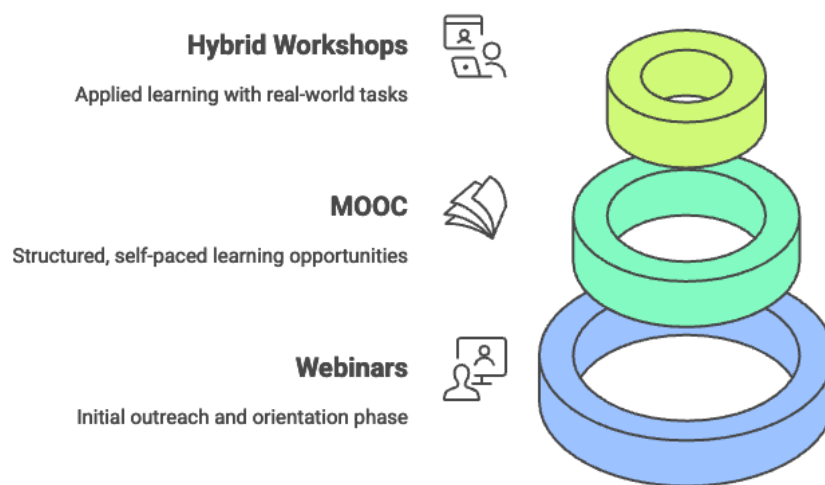 Hybrid Workshops
Applied learning with real-world tasks
MOOC
Structured, self-paced learning opportunities
Webinars
Initial outreach and orientation phase